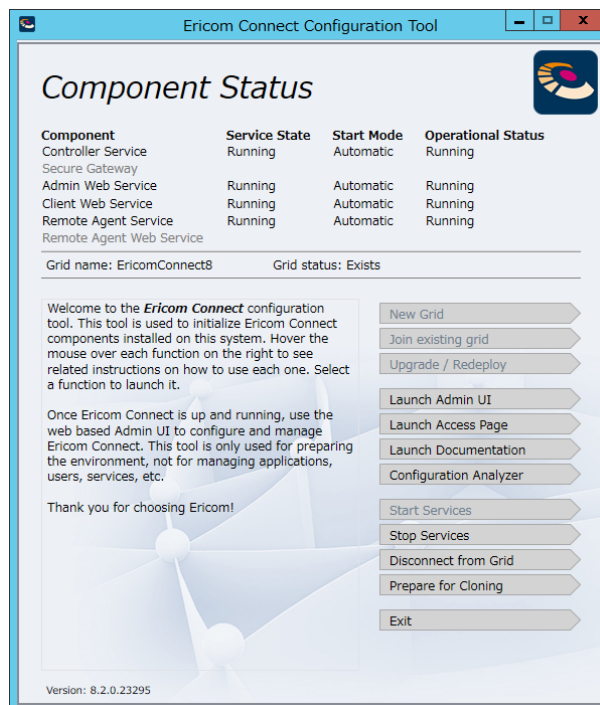 Ericom Connect Configuration Tool
Component Status
Component Service State Start Mode Operational Status
Controller Service Running Automatic Running
Secure Gateway
Admin Web Service Running Automatic Running
Client Web Service Running Automatic Running
Remote Agent Service Running Automatic Running
Remote Agent Web Service
Grid name: EricomConnect8 Grid status: Exists
Welcome to the Ericom Connect configuration
tool. This tool is used to initialize Ericom Connect
components installed on this system. Hover the
mouse over each function on the right to see
related instructions on how to use each one. Select
a function to launch it.
Once Ericom Connect is up and running, use the
web based Admin UI to configure and manage
Ericom Connect. This tool is only used for preparing
the environment, not for managing applications,
users, services, etc.
Thank you for choosing Ericom!
New Grid
Join existing grid
Upgrade / Redeploy
Launch Admin UI
Launch Access Page
Launch Documentation
Configuration Analyzer
Start Services
Stop Services
Disconnect from Grid
Prepare for Cloning
Exit
Version: 8.2.0.23295